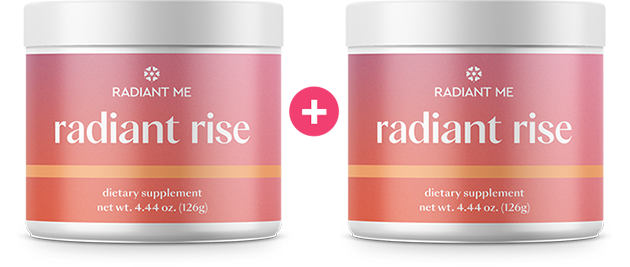 RADIANT ME
radiant rise
dietary supplement
net wt. 4.44 oz. (126g)
+
RADIANT ME
radiant rise
dietary supplement
net wt. 4.44 oz. (126g)